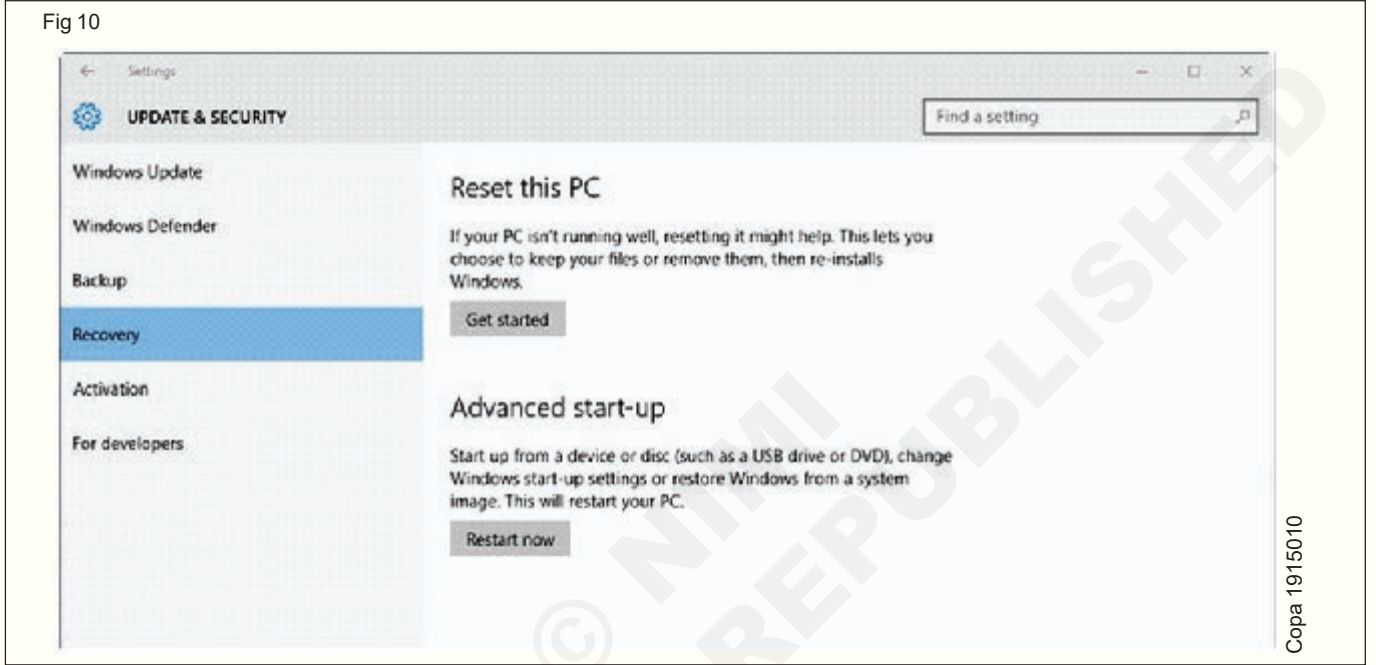 Fig 10
Settings
UPDATE & SECURITY
Find a setting
Windows Update
Windows Defender
Backup
Recovery
Activation
For developers
Reset this PC
If your PC isn't running well, resetting it might help. This lets you
choose to keep your files or remove them, then re-installs
Windows.
Get started
Advanced start-up
Start up from a device or disc (such as a USB drive or DVD), change
Windows start-up settings or restore Windows from a system
image. This will restart your PC.
Restart now
© NIMI
REPUBLISHED
Copa 1915010